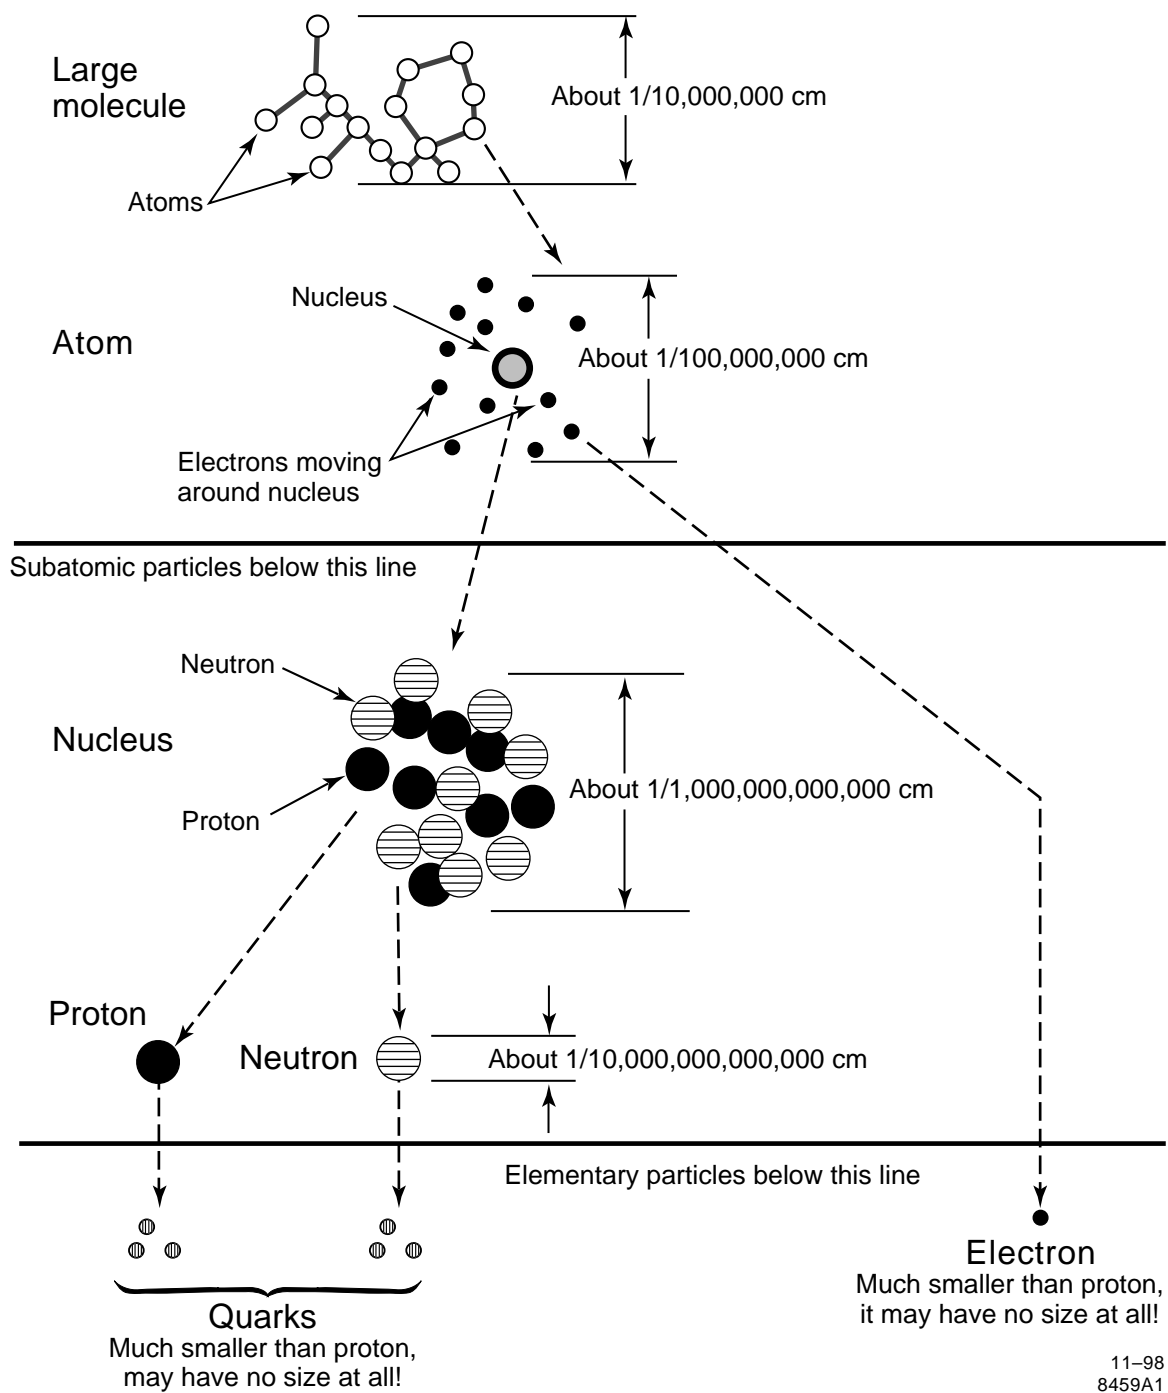 Large
molecule
About 1/10,000,000 cm
Atoms
Nucleus
Atom
About 1/100,000,000 cm
Electrons moving
around nucleus
Subatomic particles below this line
Neutron
Nucleus
About 1/1,000,000,000,000 cm
Proton
Proton
Neutron
About 1/10,000,000,000,000 cm
Elementary particles below this line
Electron
Much smaller than proton,
it may have no size at all!
Quarks
Much smaller than proton,
may have no size at all!
11–98
8459A1